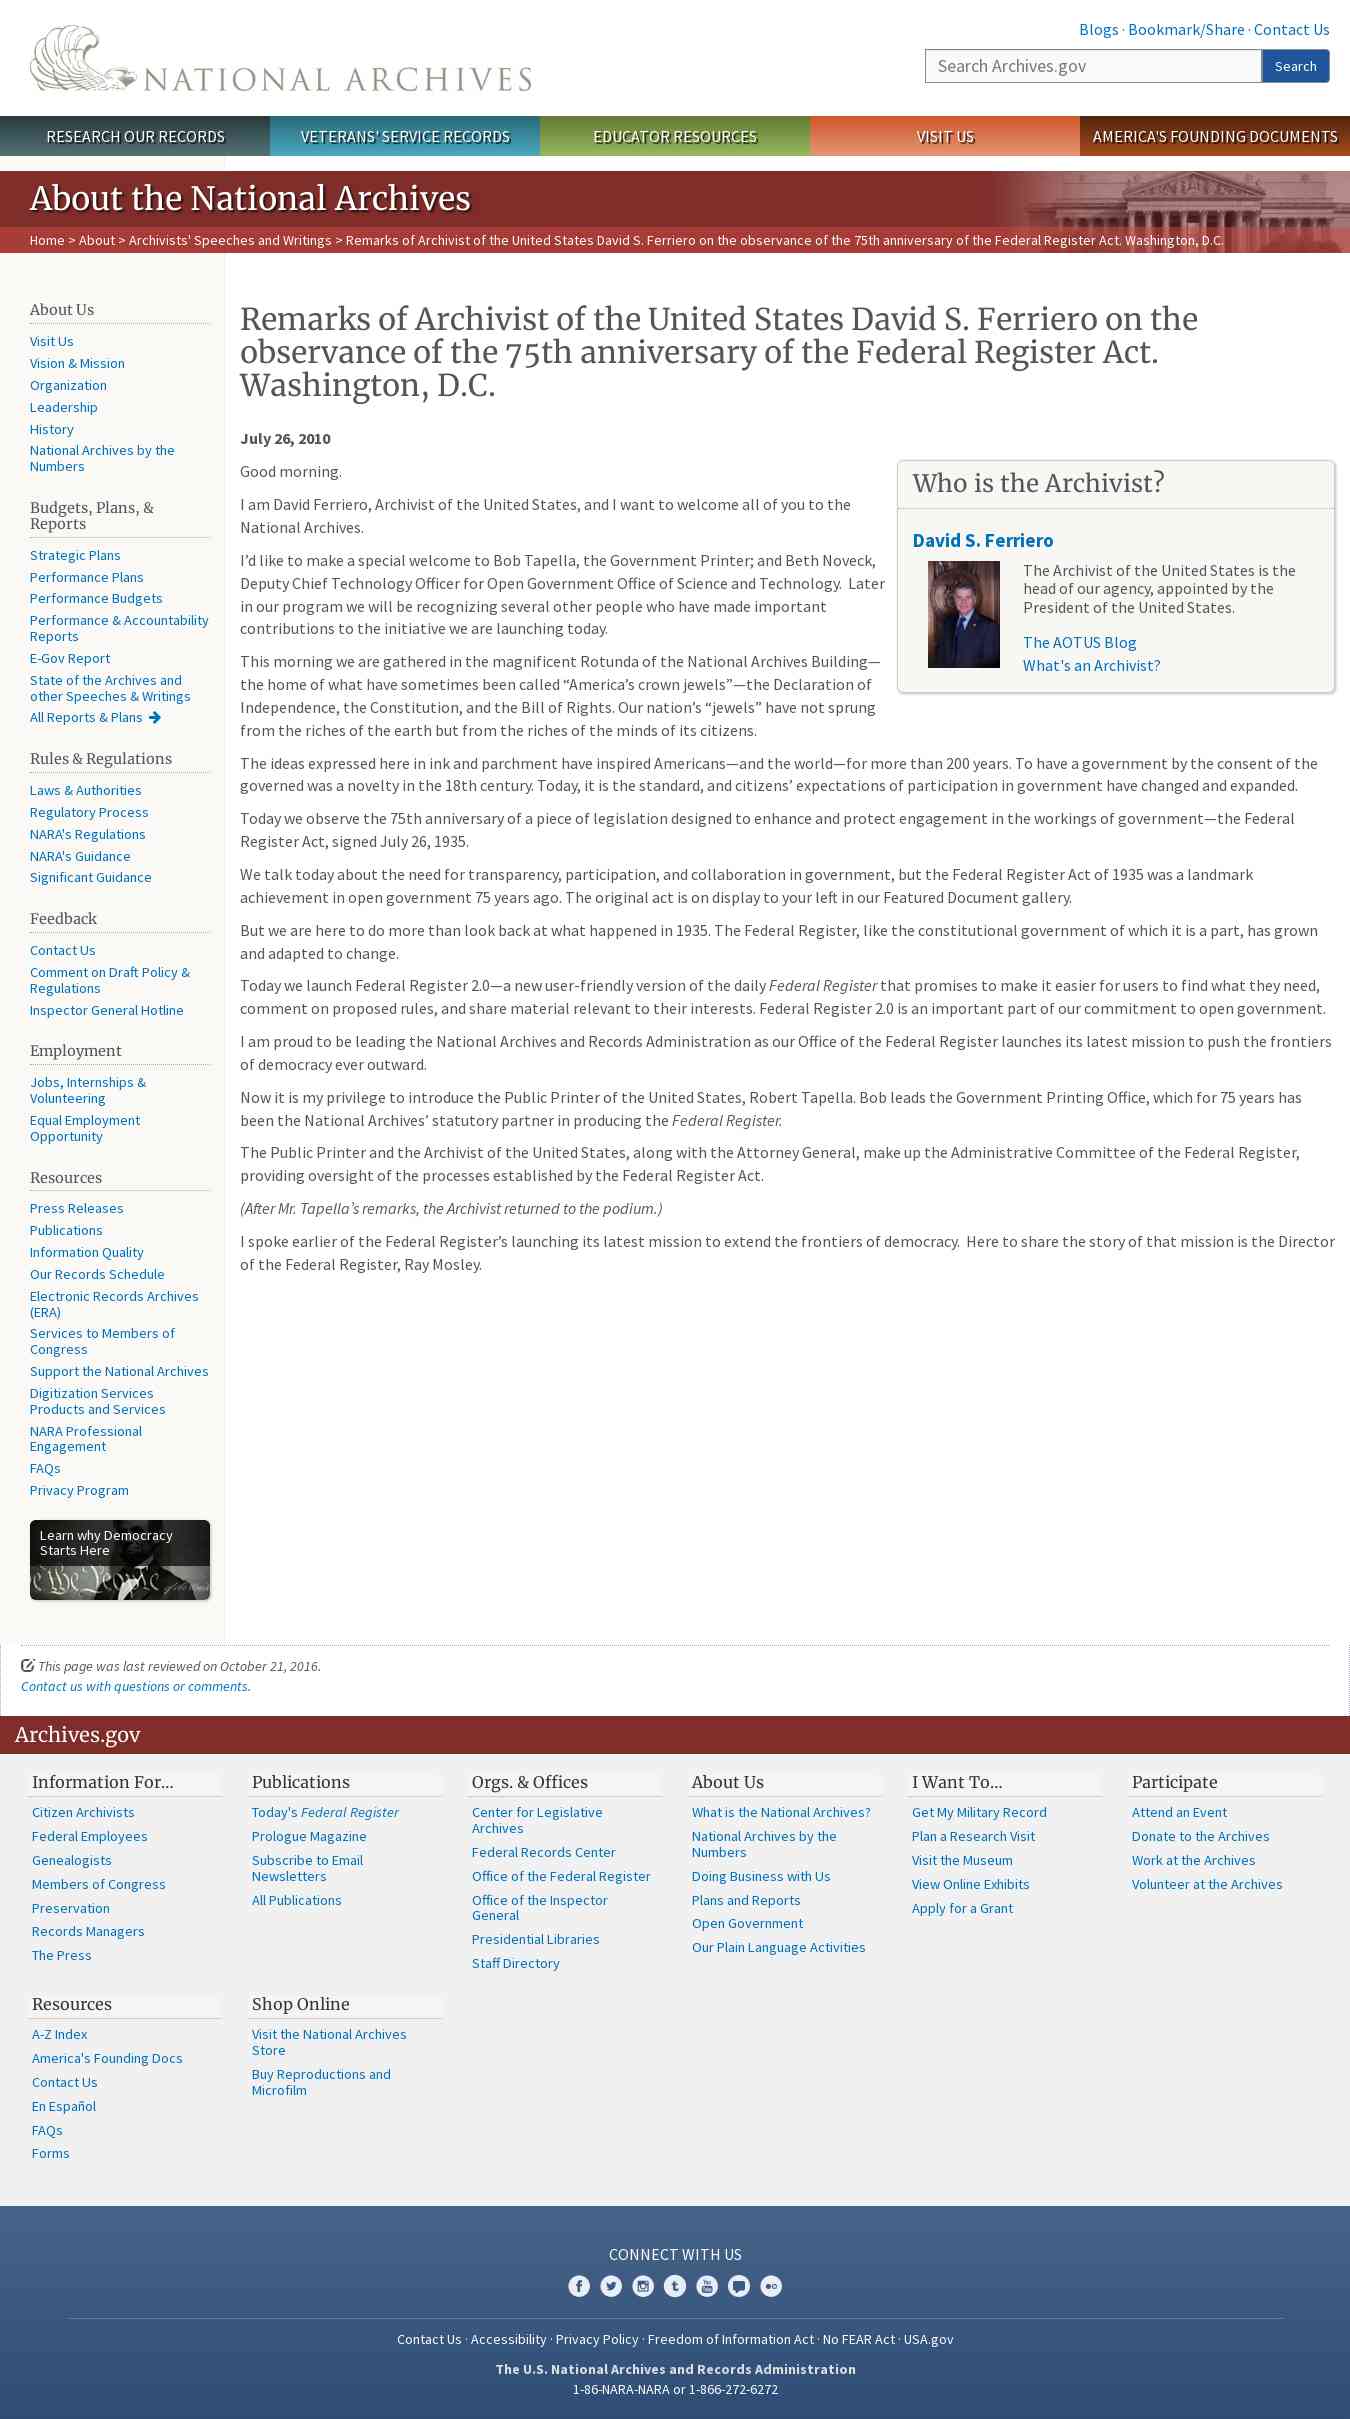 Blogs · Bookmark/Share · Contact Us
NATIONAL ARCHIVES
Search Archives.gov
Search
RESEARCH OUR RECORDS
VETERANS' SERVICE RECORDS
EDUCATOR RESOURCES
VISIT US
AMERICA'S FOUNDING DOCUMENTS
About the National Archives
Home > About > Archivists' Speeches and Writings > Remarks of Archivist of the United States David S. Ferriero on the observance of the 75th anniversary of the Federal Register Act. Washington, D.C.
About Us
Visit Us
Vision & Mission
Organization
Leadership
History
National Archives by the
Numbers
Budgets, Plans, &
Reports
Strategic Plans
Performance Plans
Performance Budgets
Performance & Accountability
Reports
E-Gov Report
State of the Archives and
other Speeches & Writings
All Reports & Plans
Rules & Regulations
Laws & Authorities
Regulatory Process
NARA's Regulations
NARA's Guidance
Significant Guidance
Feedback
Contact Us
Comment on Draft Policy &
Regulations
Inspector General Hotline
Employment
Jobs, Internships &
Volunteering
Equal Employment
Opportunity
Resources
Press Releases
Publications
Information Quality
Our Records Schedule
Electronic Records Archives
(ERA)
Services to Members of
Congress
Support the National Archives
Digitization Services
Products and Services
NARA Professional
Engagement
FAQs
Privacy Program
Learn why Democracy
Starts Here
e the People
Remarks of Archivist of the United States David S. Ferriero on the
observance of the 75th anniversary of the Federal Register Act.
Washington, D.C.
July 26, 2010
Good morning.
I am David Ferriero, Archivist of the United States, and I want to welcome all of you to the
National Archives.
I’d like to make a special welcome to Bob Tapella, the Government Printer; and Beth Noveck,
Deputy Chief Technology Officer for Open Government Office of Science and Technology.  Later
in our program we will be recognizing several other people who have made important
contributions to the initiative we are launching today.
This morning we are gathered in the magnificent Rotunda of the National Archives Building—
the home of what have sometimes been called “America’s crown jewels”—the Declaration of
Independence, the Constitution, and the Bill of Rights. Our nation’s “jewels” have not sprung
from the riches of the earth but from the riches of the minds of its citizens.
Who is the Archivist?
David S. Ferriero
The Archivist of the United States is the
head of our agency, appointed by the
President of the United States.
The AOTUS Blog
What's an Archivist?
The ideas expressed here in ink and parchment have inspired Americans—and the world—for more than 200 years. To have a government by the consent of the
governed was a novelty in the 18th century. Today, it is the standard, and citizens’ expectations of participation in government have changed and expanded.
Today we observe the 75th anniversary of a piece of legislation designed to enhance and protect engagement in the workings of government—the Federal
Register Act, signed July 26, 1935.
We talk today about the need for transparency, participation, and collaboration in government, but the Federal Register Act of 1935 was a landmark
achievement in open government 75 years ago. The original act is on display to your left in our Featured Document gallery.
But we are here to do more than look back at what happened in 1935. The Federal Register, like the constitutional government of which it is a part, has grown
and adapted to change.
Today we launch Federal Register 2.0—a new user-friendly version of the daily Federal Register that promises to make it easier for users to find what they need,
comment on proposed rules, and share material relevant to their interests. Federal Register 2.0 is an important part of our commitment to open government.
I am proud to be leading the National Archives and Records Administration as our Office of the Federal Register launches its latest mission to push the frontiers
of democracy ever outward.
Now it is my privilege to introduce the Public Printer of the United States, Robert Tapella. Bob leads the Government Printing Office, which for 75 years has
been the National Archives’ statutory partner in producing the Federal Register.
The Public Printer and the Archivist of the United States, along with the Attorney General, make up the Administrative Committee of the Federal Register,
providing oversight of the processes established by the Federal Register Act.
(After Mr. Tapella’s remarks, the Archivist returned to the podium.)
I spoke earlier of the Federal Register’s launching its latest mission to extend the frontiers of democracy.  Here to share the story of that mission is the Director
of the Federal Register, Ray Mosley.
This page was last reviewed on October 21, 2016.
Contact us with questions or comments.
Archives.gov
Information For…
Citizen Archivists
Federal Employees
Genealogists
Members of Congress
Preservation
Records Managers
The Press
Publications
Today's Federal Register
Prologue Magazine
Subscribe to Email
Newsletters
All Publications
Orgs. & Offices
Center for Legislative
Archives
Federal Records Center
Office of the Federal Register
Office of the Inspector
General
Presidential Libraries
Staff Directory
About Us
What is the National Archives?
National Archives by the
Numbers
Doing Business with Us
Plans and Reports
Open Government
Our Plain Language Activities
I Want To…
Get My Military Record
Plan a Research Visit
Visit the Museum
View Online Exhibits
Apply for a Grant
Participate
Attend an Event
Donate to the Archives
Work at the Archives
Volunteer at the Archives
Resources
A-Z Index
America's Founding Docs
Contact Us
En Español
FAQs
Forms
Shop Online
Visit the National Archives
Store
Buy Reproductions and
Microfilm
CONNECT WITH US
Contact Us · Accessibility · Privacy Policy · Freedom of Information Act · No FEAR Act · USA.gov
The U.S. National Archives and Records Administration
1-86-NARA-NARA or 1-866-272-6272